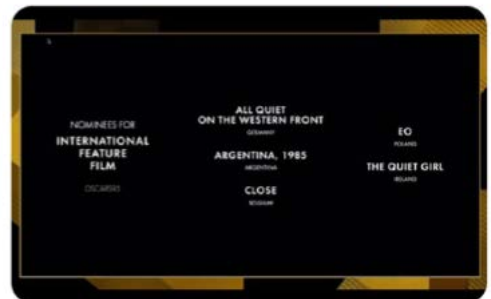 NOMINEES FOR
INTERNATIONAL
FEATURE
FILM
OSCARS95
ALL QUIET
ON THE WESTERN FRONT
GERMANY
ARGENTINA, 1985
ARGENTINA
CLOSE
BELGIUM
EO
POLAND
THE QUIET GIRL
IRELAND